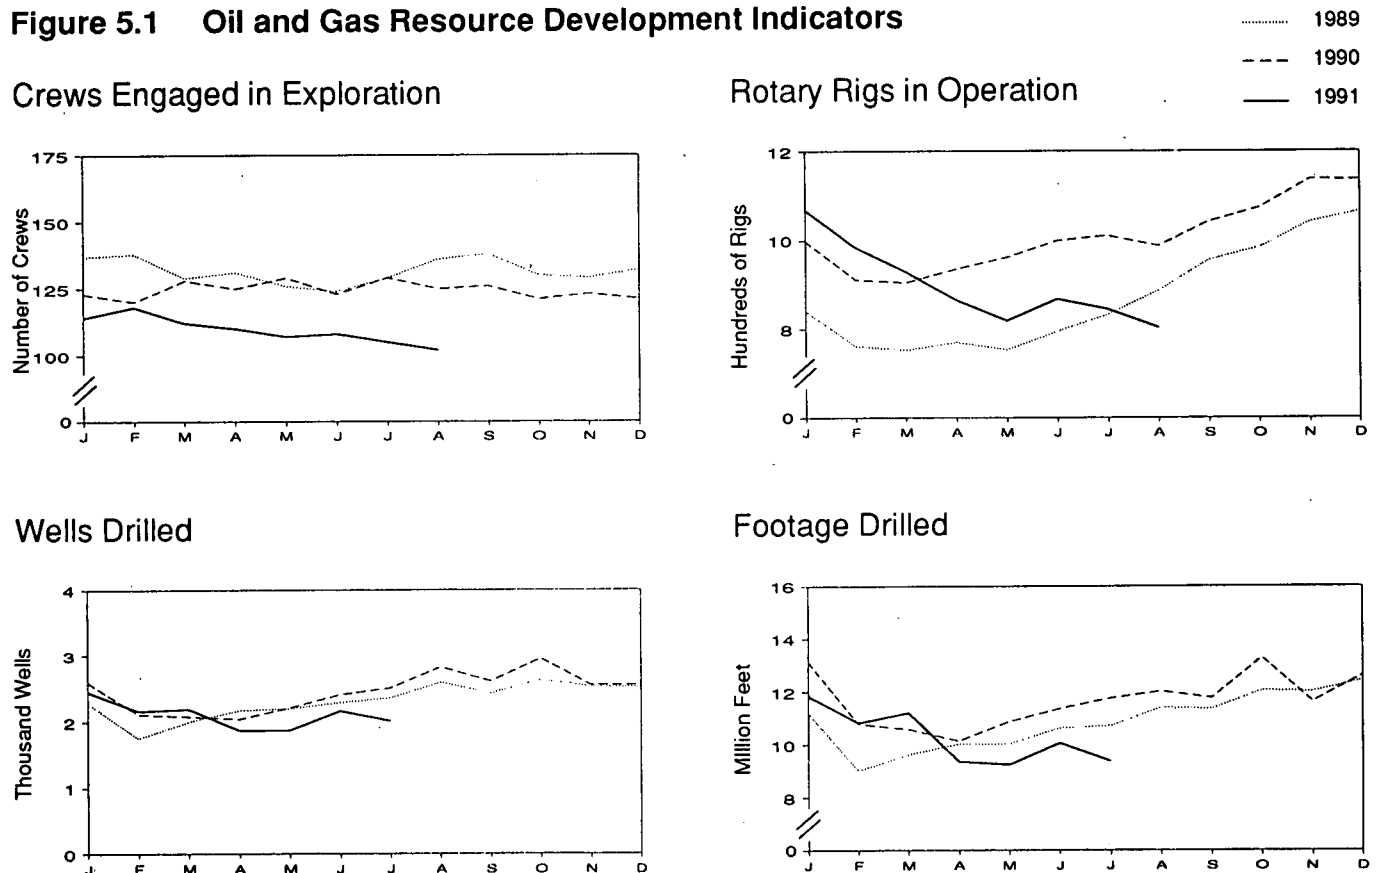 Figure 5.1 Oil and Gas Resource Development Indicators
1989
1990
1991
Crews Engaged in Exploration
Number of Crews
175
150
125
100
0
J F M A M J J A S O N D
Rotary Rigs in Operation
Hundreds of Rigs
12
10
8
0
J F M A M J J A S O N D
Wells Drilled
Thousand Wells
4
3
2
1
0
J F M A M J J A S O N D
Footage Drilled
Million Feet
16
14
12
10
8
0
J F M A M J J A S O N D